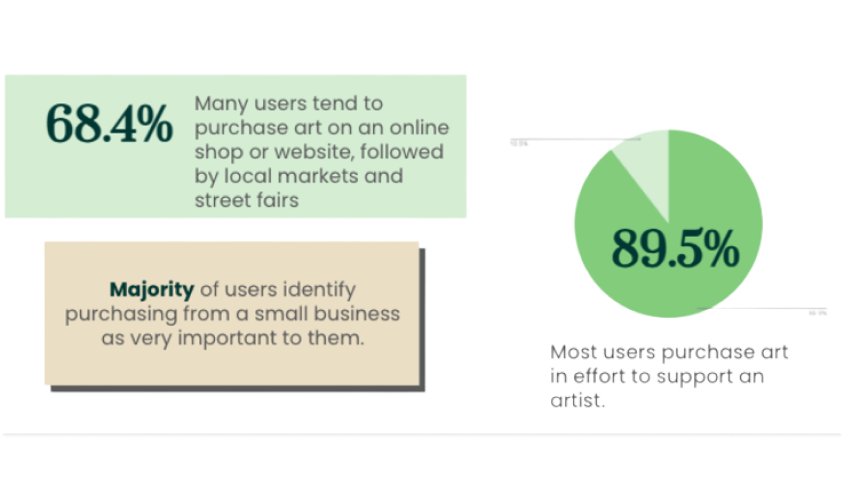 68.4%
Many users tend to
purchase art on an online
shop or website, followed
by local markets and
street fairs
Majority of users identify
purchasing from a small business
as very important to them.
89.5%
Most users purchase art
in effort to support an
artist.